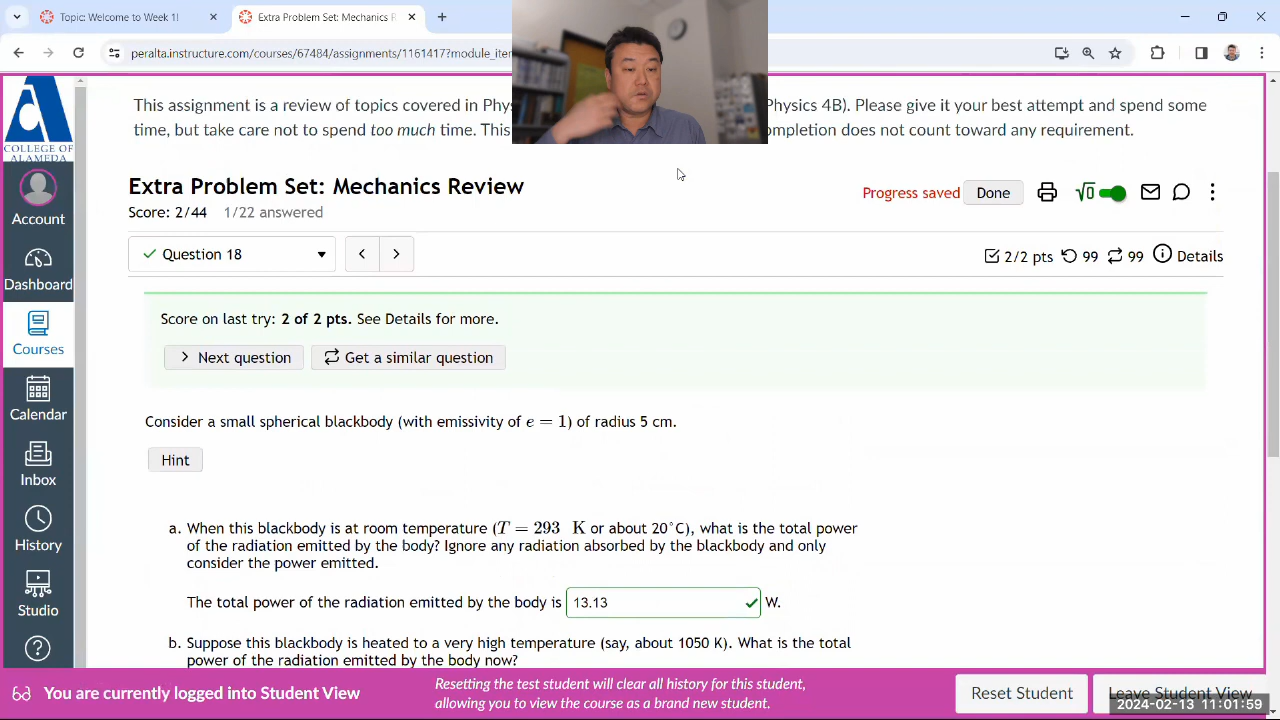 Topic: Welcome to Week 1
Mechanics Review P
peralta.instructure.com/courses/67484/assignments/1161417?module_iter
This assignment is a review of topics covered in Phys
Physics 4B). Please give it your best attempt and spend some
time, but take care not to spend too much time. This
mpletion does not count toward any requirement.
COLLEGE OF
ALAMEDA
Account
Dashboard
Courses
Calendar
Inbox
History
Studio
Extra Problem Set: Mechanics Review
Progress saved
Done
√0
Score: 2/44 1/22 answered
Question 18
2/2 pts 99 99 Details
Score on last try: 2 of 2 pts. See Details for more.
Next question
Get a similar question
Consider a small spherical blackbody (with emissivity of e = 1) of radius 5 cm.
Hint
a. When this blackbody is at room temperature (T = 293 K or about 20°C), what is the total power
of the radiation emitted by the body? Ignore any radiation absorbed by the blackbody and only
consider the power emitted.
The total power of the radiation emitted by the body is 13.13 W.
b. Suppose this blackbody is heated to a very high temperature (say, about 1050 K). What is the total
power of the radiation emitted by the body now?
You are currently logged into Student View
Resetting the test student will clear all history for this student,
allowing you to view the course as a brand new student.
Reset Student
Leave Student View
2024-02-13 11:01:59